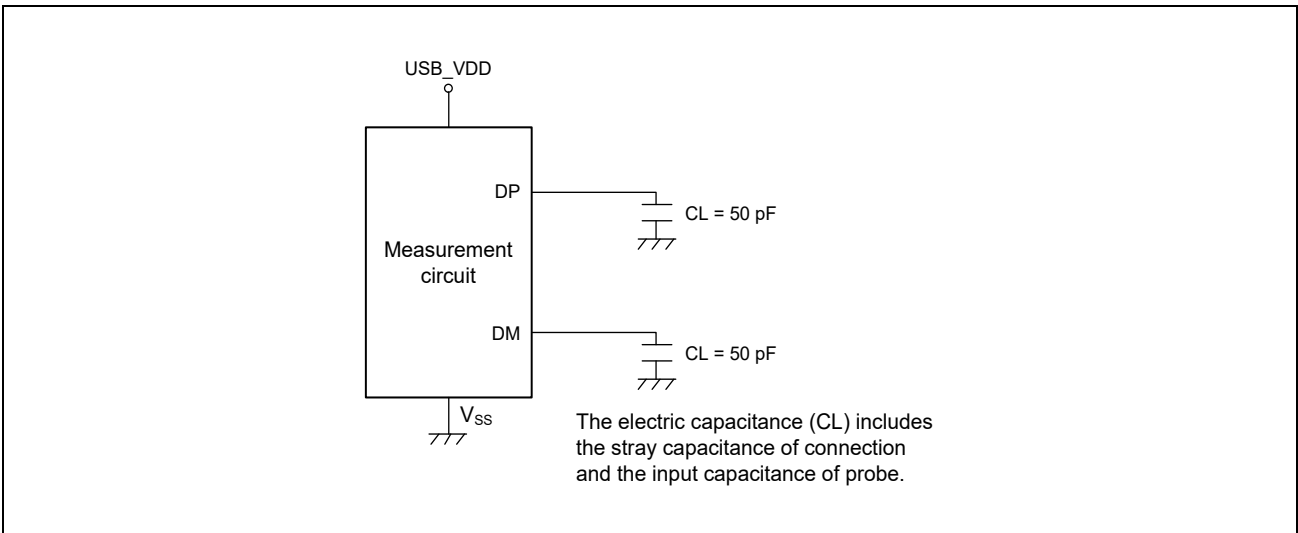 USB_VDD
DP
CL = 50 pF
Measurement
circuit
DM
CL = 50 pF
VSS
The electric capacitance (CL) includes
the stray capacitance of connection
and the input capacitance of probe.